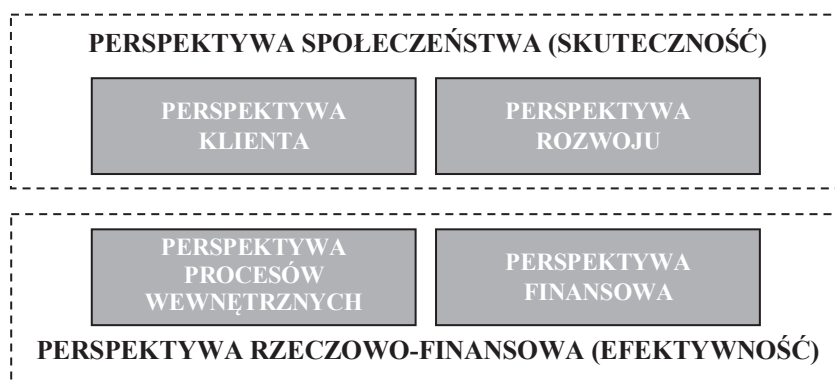 PERSPEKTYWA SPOŁECZEŃSTWA (SKUTECZNOŚĆ)
PERSPEKTYWA
KLIENTA
PERSPEKTYWA
ROZWOJU
PERSPEKTYWA
PROCESÓW
WEWNĘTRZNYCH
PERSPEKTYWA
FINANSOWA
PERSPEKTYWA RZECZOWO-FINANSOWA (EFEKTYWNOŚĆ)